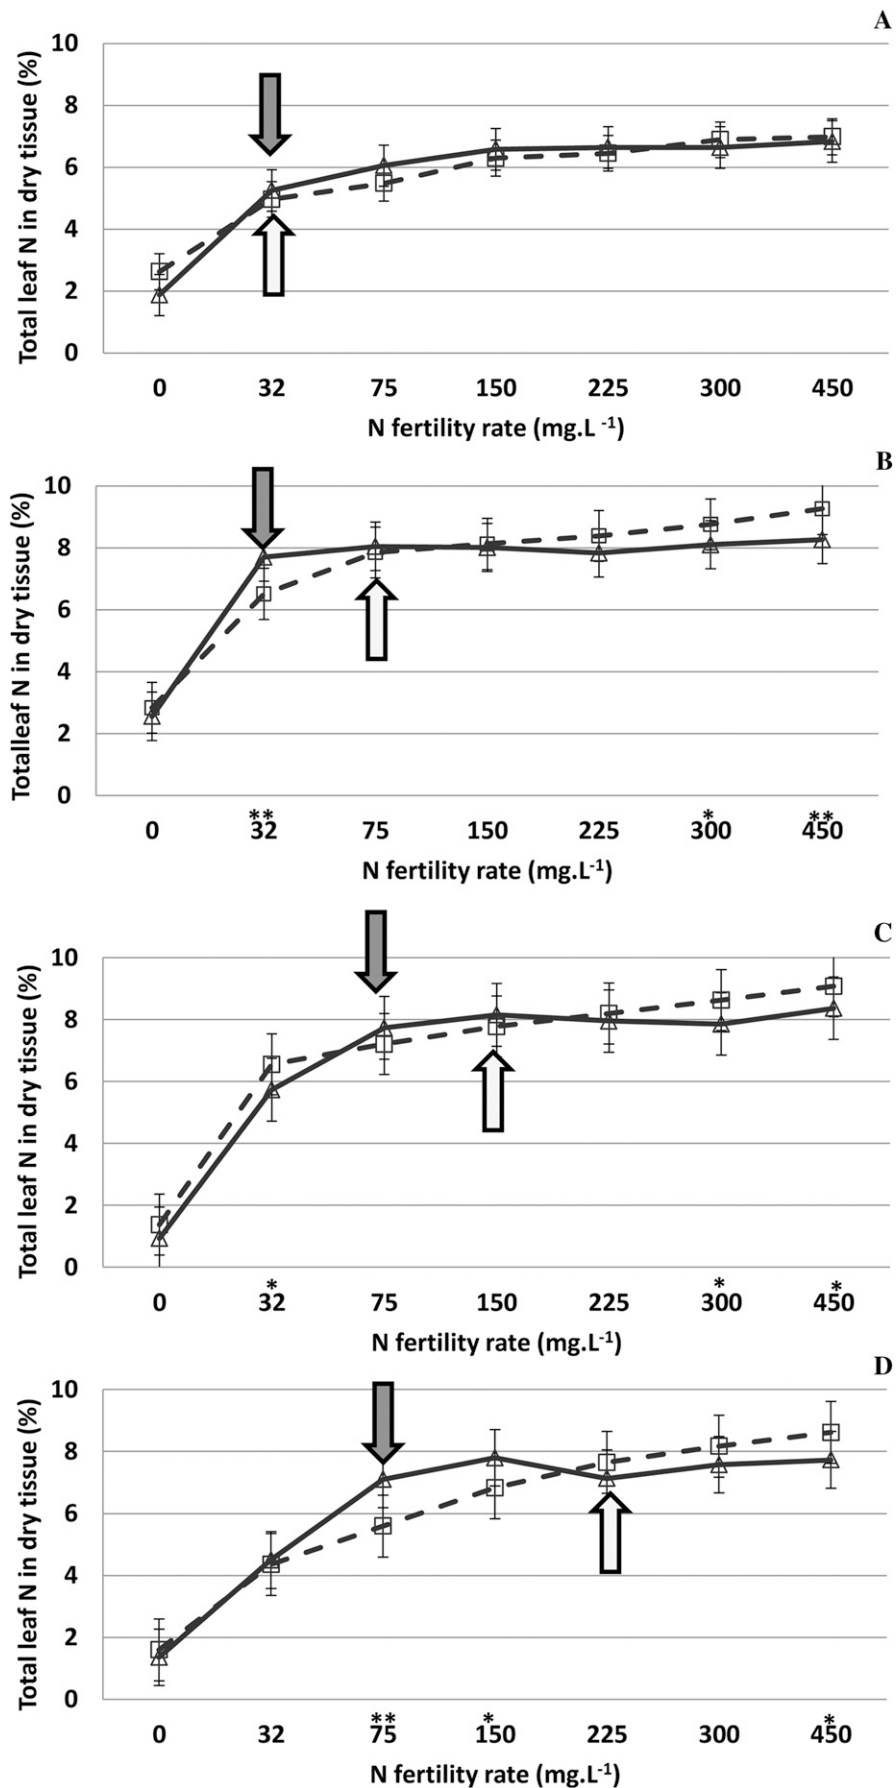 A
Total leaf N in dry tissue (%)
10
8
6
4
2
0
0 32 75 150 225 300 450
N fertility rate (mg.L -1)
B
Totalleaf N in dry tissue (%)
10
8
6
4
2
0
** * **
0 32 75 150 225 300 450
N fertility rate (mg.L-1)
C
Total leaf N in dry tissue (%)
10
8
6
4
2
0
* * *
0 32 75 150 225 300 450
N fertility rate (mg.L-1)
D
Total leaf N in dry tissue (%)
10
8
6
4
2
0
** * *
0 32 75 150 225 300 450
N fertility rate (mg.L-1)